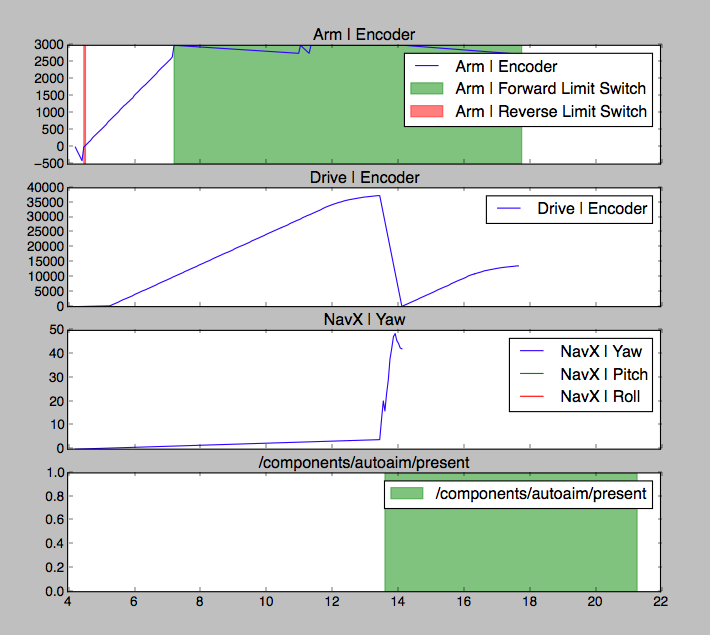 Arm | Encoder
3000
2500
2000
1500
1000
500
0
−500
Arm | Encoder
Arm | Forward Limit Switch
Arm | Reverse Limit Switch
Drive | Encoder
40000
35000
30000
25000
20000
15000
10000
5000
0
Drive | Encoder
NavX | Yaw
50
40
30
20
10
0
NavX | Yaw
NavX | Pitch
NavX | Roll
/components/autoaim/present
1.0
0.8
0.6
0.4
0.2
0.0
/components/autoaim/present
4 6 8 10 12 14 16 18 20 22